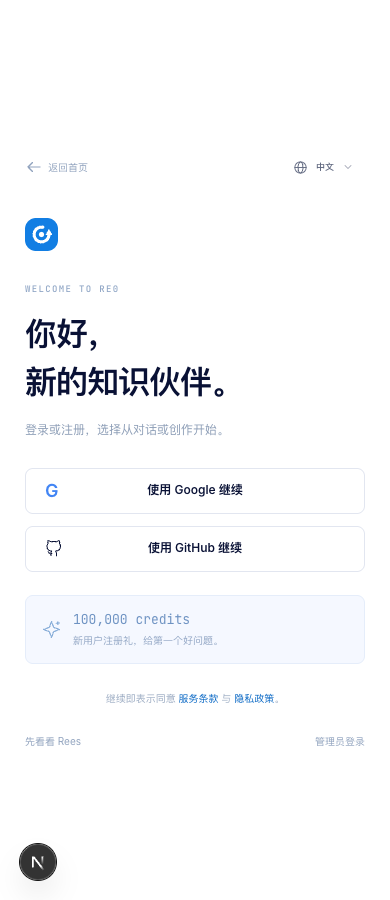 返回首页
中文
WELCOME TO RE0
你好，
新的知识伙伴。
登录或注册，选择从对话或创作开始。
G
使用 Google 继续
使用 GitHub 继续
100,000 credits
新用户注册礼，给第一个好问题。
继续即表示同意 服务条款 与 隐私政策。
先看看 Rees
管理员登录
N